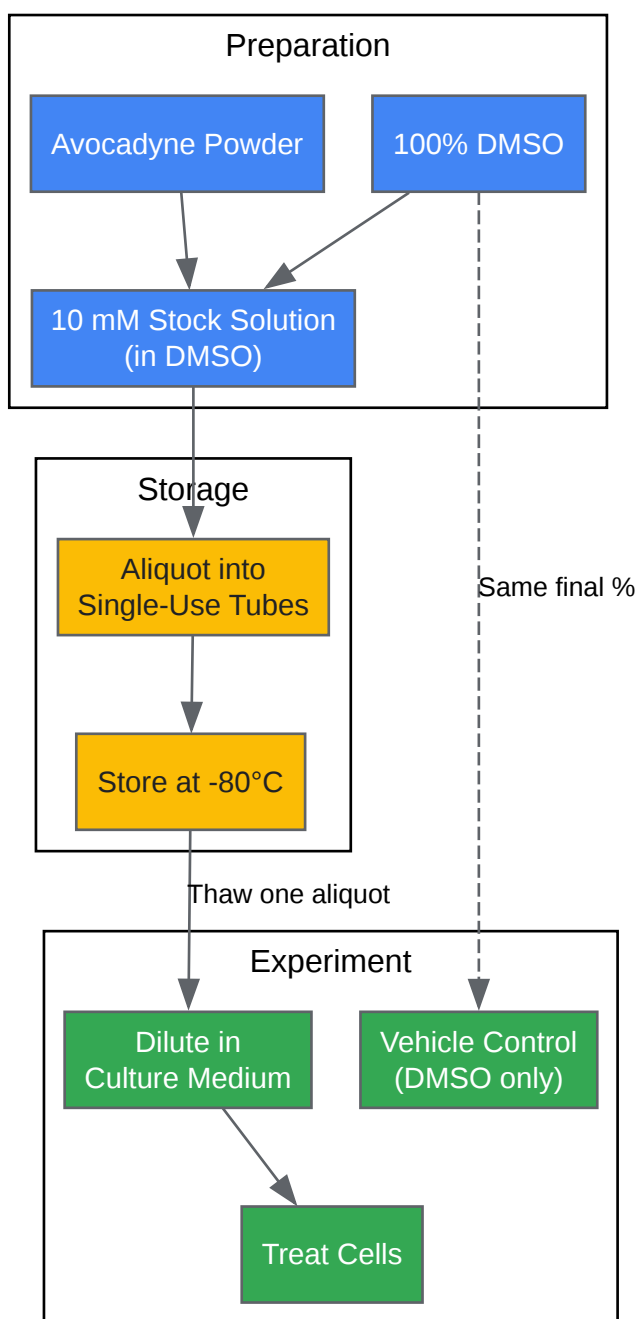 Preparation
Avocadyne Powder
100% DMSO
10 mM Stock Solution
(in DMSO)
Storage
Aliquot into
Single-Use Tubes
Same final %
Store at -80°C
Thaw one aliquot
Experiment
Dilute in
Culture Medium
Vehicle Control
(DMSO only)
Treat Cells